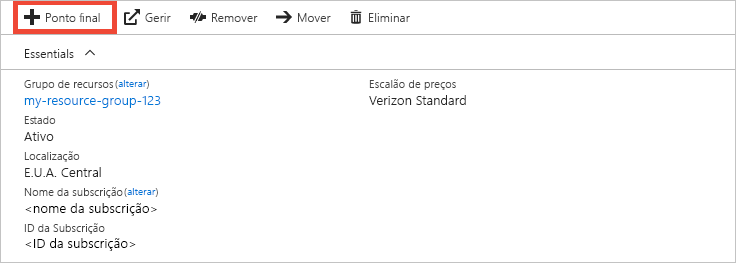 Ponto final Gerir Remover Mover Eliminar
Essentials
Grupo de recursos (alterar) Escalão de preços
my-resource-group-123 Verizon Standard
Estado
Ativo
Localização
E.U.A. Central
Nome da subscrição (alterar)
<nome da subscrição>
ID da Subscrição
<ID da subscrição>